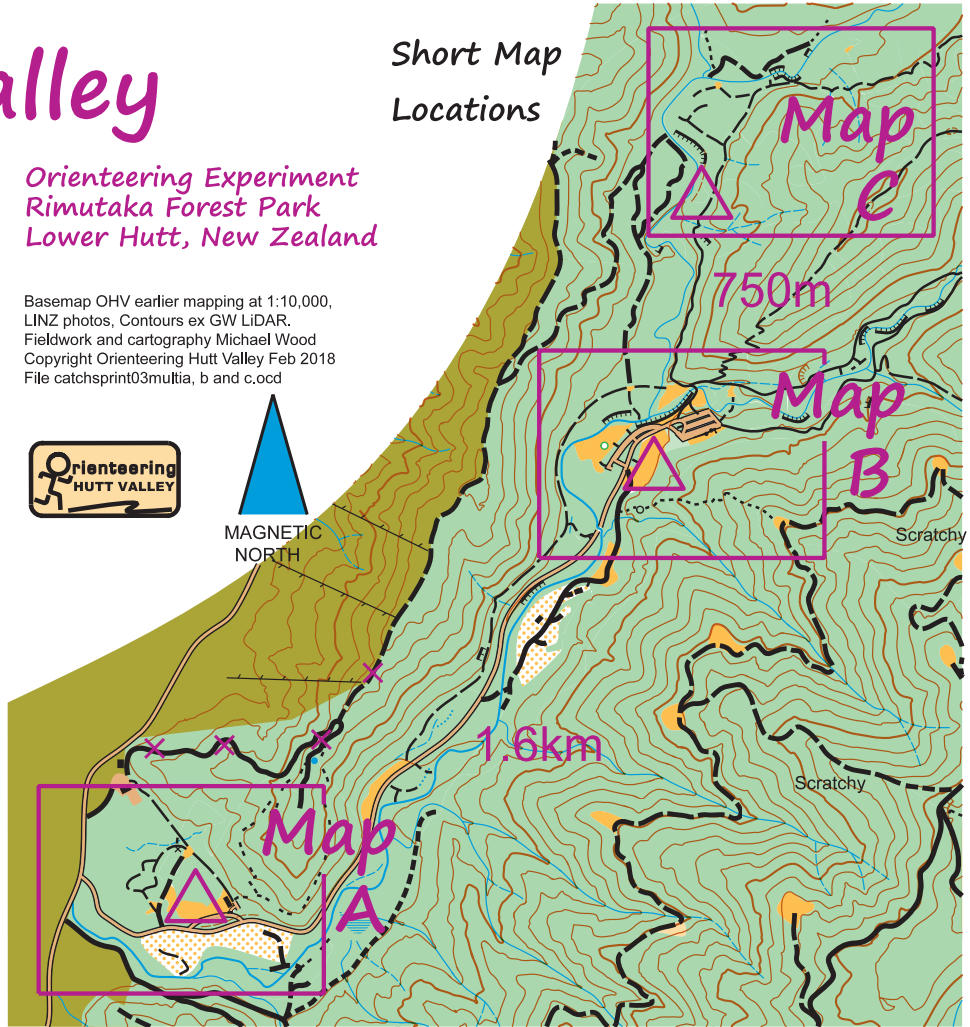 alley
Short Map
Locations
Orienteering Experiment
Rimutaka Forest Park
Lower Hutt, New Zealand
Basemap OHV earlier mapping at 1:10,000,
LINZ photos, Contours ex GW LiDAR.
Fieldwork and cartography Michael Wood
Copyright Orienteering Hutt Valley Feb 2018
File catchsprint03multia, b and c.ocd
Orienteering
HUTT VALLEY
MAGNETIC
NORTH
Map
C
750m
Map
B
Scratchy
1.6km
Scratchy
Map
A